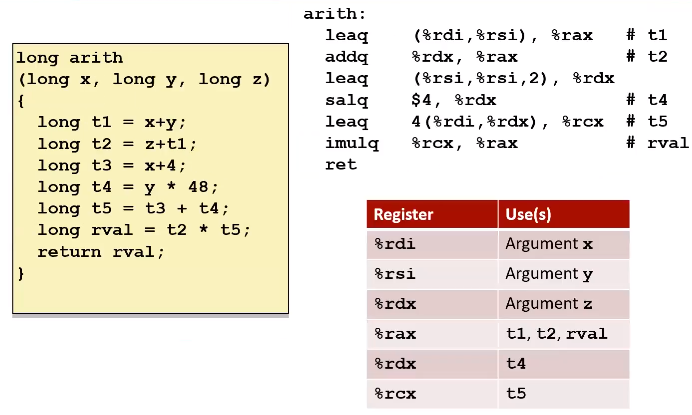 long arith
(long x, long y, long z)
{
  long t1 = x+y;
  long t2 = z+t1;
  long t3 = x+4;
  long t4 = y * 48;
  long t5 = t3 + t4;
  long rval = t2 * t5;
  return rval;
}
arith:
  leaq    (%rdi,%rsi), %rax   # t1
  addq    %rdx, %rax          # t2
  leaq    (%rsi,%rsi,2), %rdx
  salq    $4, %rdx            # t4
  leaq    4(%rdi,%rdx), %rcx  # t5
  imulq   %rcx, %rax          # rval
  ret
Register Use(s)
%rdi Argument x
%rsi Argument y
%rdx Argument z
%rax t1, t2, rval
%rdx t4
%rcx t5